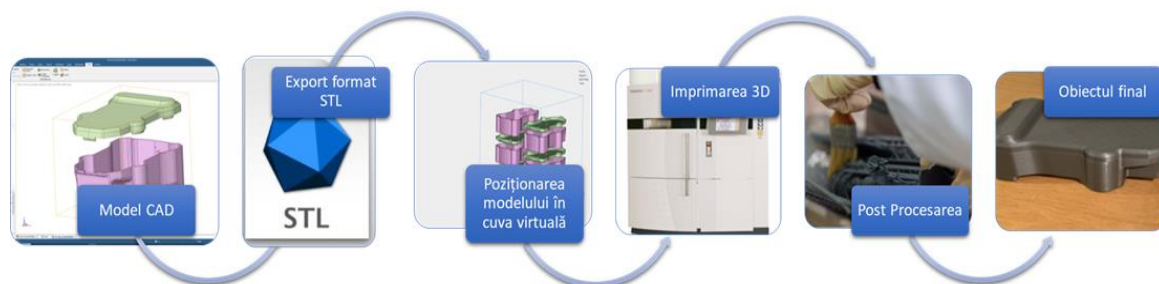 Model CAD
Export format
STL
STL
Poziționarea
modelului în
cuva virtuală
Imprimarea 3D
Post Procesarea
Obiectul final